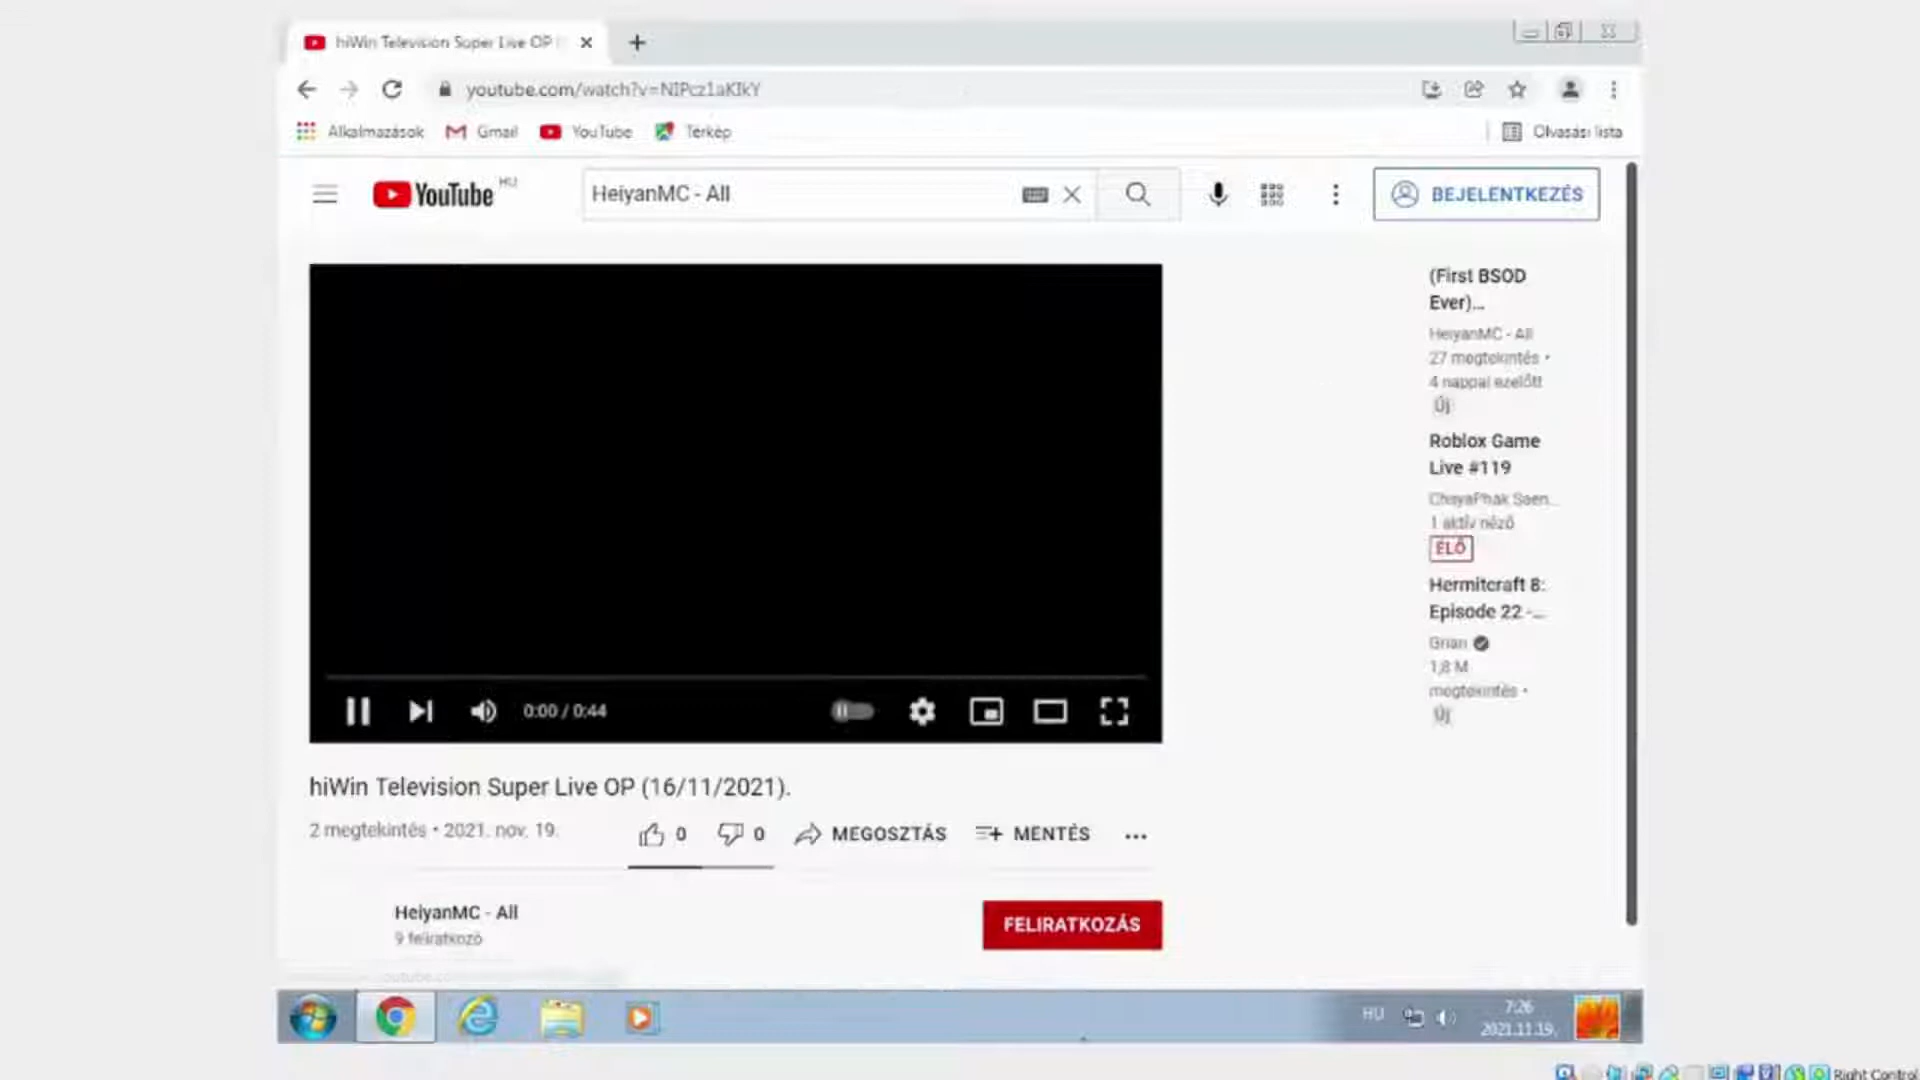 hiWin Television Super Live OP
youtube.com/watch?v=NIPcz1aKIkY
Alkalmazások
Gmail
YouTube
Térkép
Olvasási lista
YouTube HU
HeiyanMC - All
BEJELENTKEZÉS
(First BSOD
Ever)...
HeiyanMC - All
27 megtekintés •
4 nappal ezelőtt
Új
Roblox Game
Live #119
ChayaPhak Saen...
1 aktív néző
ÉLŐ
Hermitcraft 8:
Episode 22 -...
Grian
1,8 M
megtekintés •
Új
0:00 / 0:44
hiWin Television Super Live OP (16/11/2021).
2 megtekintés • 2021. nov. 19.
0
0
MEGOSZTÁS
MENTÉS
HeiyanMC - All
9 feliratkozó
FELIRATKOZÁS
HU
7:26
2021.11.19.
Right Control